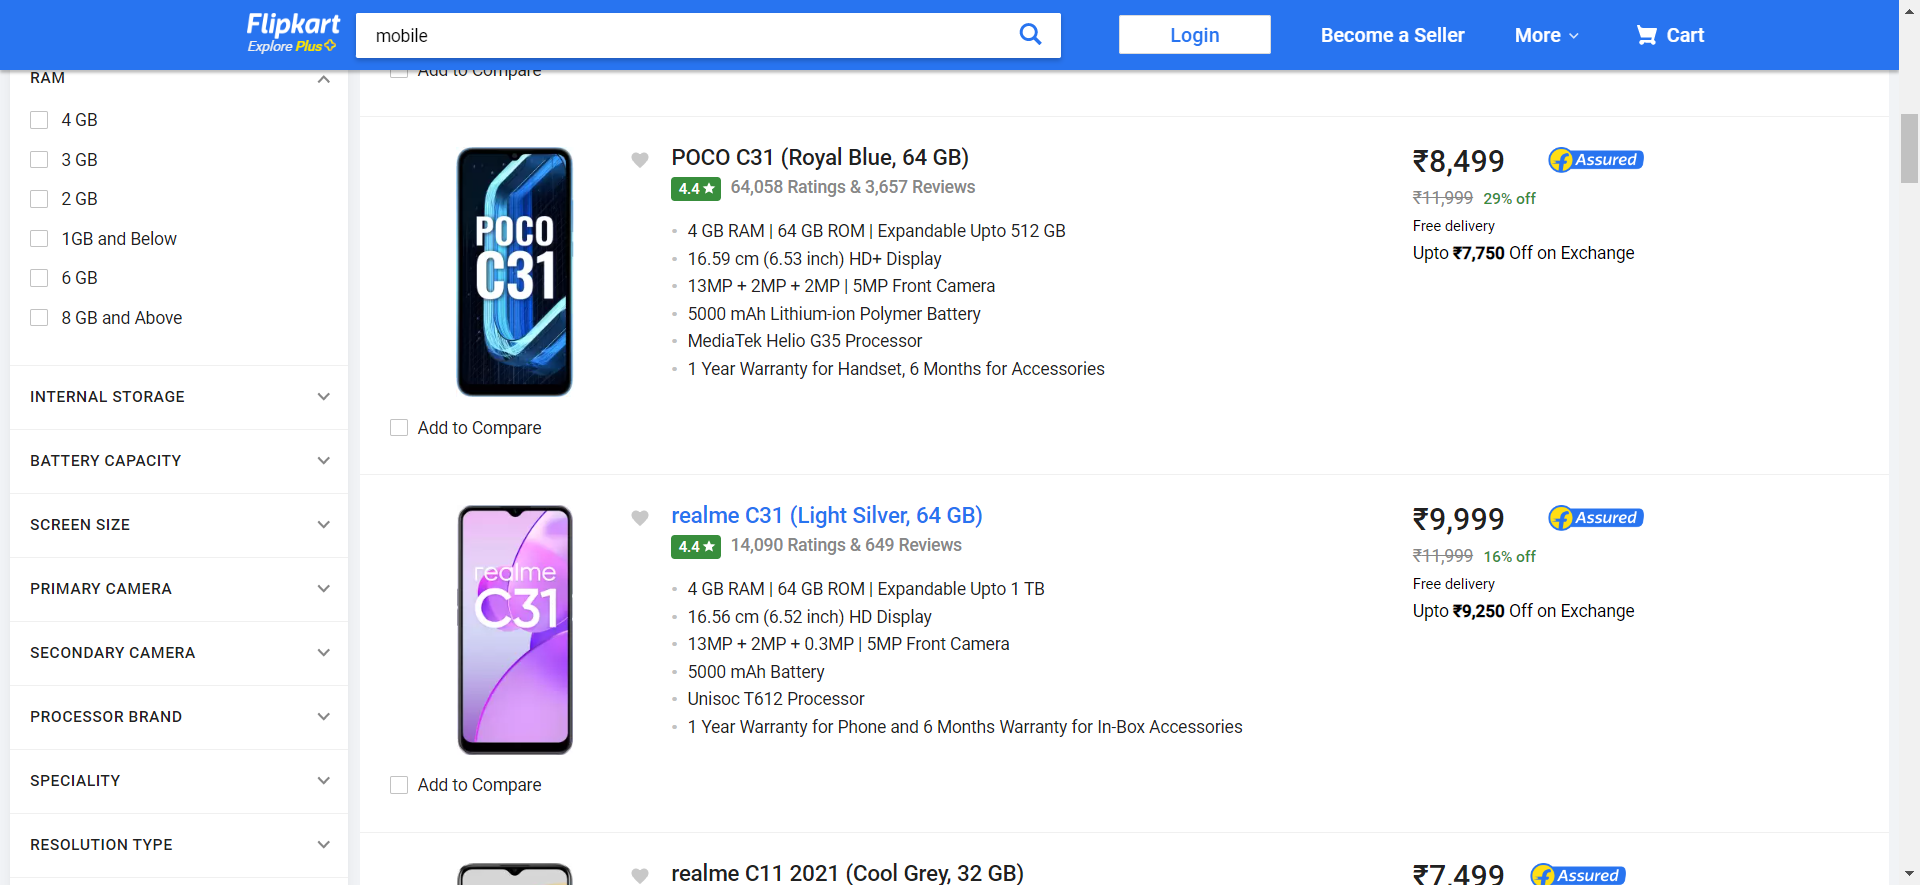 Flipkart
Explore Plus
mobile
Login
Become a Seller
More
Cart
RAM
4 GB
3 GB
2 GB
1GB and Below
6 GB
8 GB and Above
INTERNAL STORAGE
BATTERY CAPACITY
SCREEN SIZE
PRIMARY CAMERA
SECONDARY CAMERA
PROCESSOR BRAND
SPECIALITY
RESOLUTION TYPE
Add to Compare
POCO
C31
POCO C31 (Royal Blue, 64 GB)
4.4 ★ 64,058 Ratings & 3,657 Reviews
4 GB RAM | 64 GB ROM | Expandable Upto 512 GB
16.59 cm (6.53 inch) HD+ Display
13MP + 2MP + 2MP | 5MP Front Camera
5000 mAh Lithium-ion Polymer Battery
MediaTek Helio G35 Processor
1 Year Warranty for Handset, 6 Months for Accessories
₹8,499
Assured
₹11,999 29% off
Free delivery
Upto ₹7,750 Off on Exchange
Add to Compare
realme
C31
realme C31 (Light Silver, 64 GB)
4.4 ★ 14,090 Ratings & 649 Reviews
4 GB RAM | 64 GB ROM | Expandable Upto 1 TB
16.56 cm (6.52 inch) HD Display
13MP + 2MP + 0.3MP | 5MP Front Camera
5000 mAh Battery
Unisoc T612 Processor
1 Year Warranty for Phone and 6 Months Warranty for In-Box Accessories
₹9,999
Assured
₹11,999 16% off
Free delivery
Upto ₹9,250 Off on Exchange
Add to Compare
realme C11 2021 (Cool Grey, 32 GB)
₹7,499
Assured